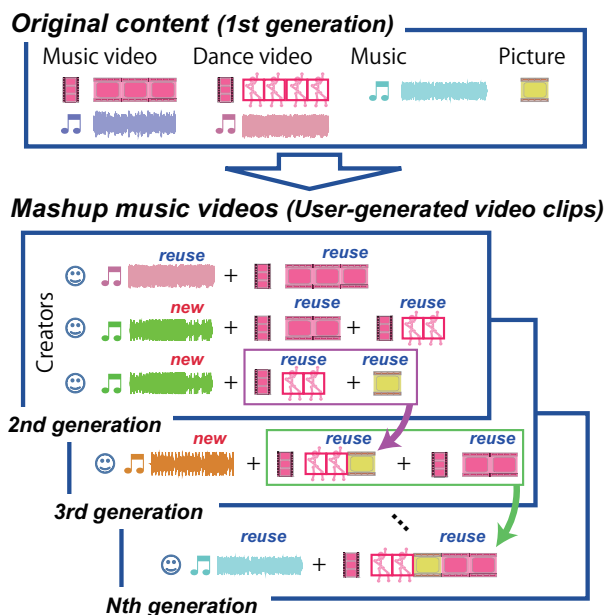 Original content (1st generation)
Music video Dance video Music Picture
Mashup music videos (User-generated video clips)
Creators
reuse + reuse
new + reuse + reuse
new + reuse + reuse
2nd generation
new + reuse + reuse
3rd generation
reuse + reuse
Nth generation